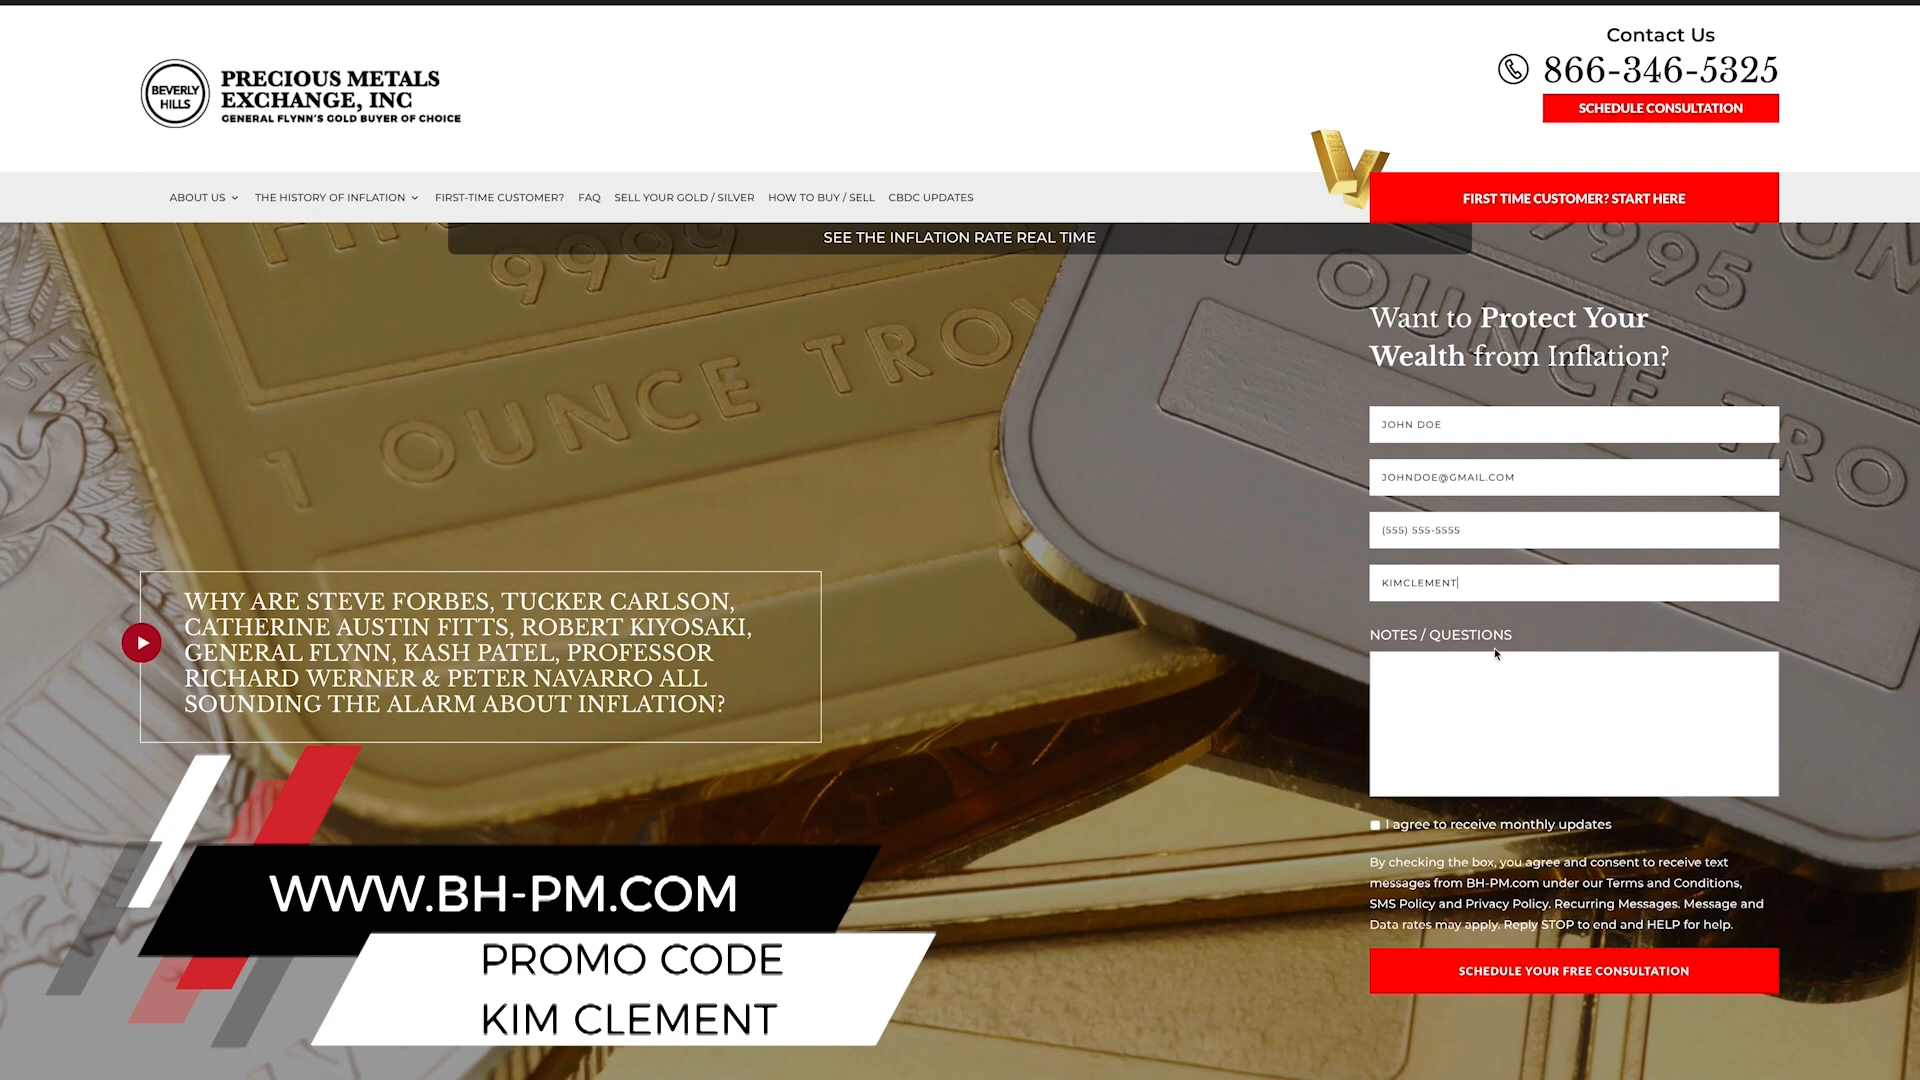 Contact Us
866-346-5325
SCHEDULE CONSULTATION
BEVERLY
HILLS
PRECIOUS METALS
EXCHANGE, INC
GENERAL FLYNN'S GOLD BUYER OF CHOICE
ABOUT US
THE HISTORY OF INFLATION
FIRST-TIME CUSTOMER?
FAQ
SELL YOUR GOLD / SILVER
HOW TO BUY / SELL
CBDC UPDATES
FIRST TIME CUSTOMER? START HERE
SEE THE INFLATION RATE REAL TIME
9999
1 OUNCE TROY
9995
1 OUNCE TRO
Want to Protect Your
Wealth from Inflation?
JOHN DOE
JOHNDOE@GMAIL.COM
(555) 555-5555
KIMCLEMENT
NOTES / QUESTIONS
I agree to receive monthly updates
By checking the box, you agree and consent to receive text
messages from BH-PM.com under our Terms and Conditions,
SMS Policy and Privacy Policy. Recurring Messages. Message and
Data rates may apply. Reply STOP to end and HELP for help.
SCHEDULE YOUR FREE CONSULTATION
WHY ARE STEVE FORBES, TUCKER CARLSON,
CATHERINE AUSTIN FITTS, ROBERT KIYOSAKI,
GENERAL FLYNN, KASH PATEL, PROFESSOR
RICHARD WERNER & PETER NAVARRO ALL
SOUNDING THE ALARM ABOUT INFLATION?
WWW.BH-PM.COM
PROMO CODE
KIM CLEMENT